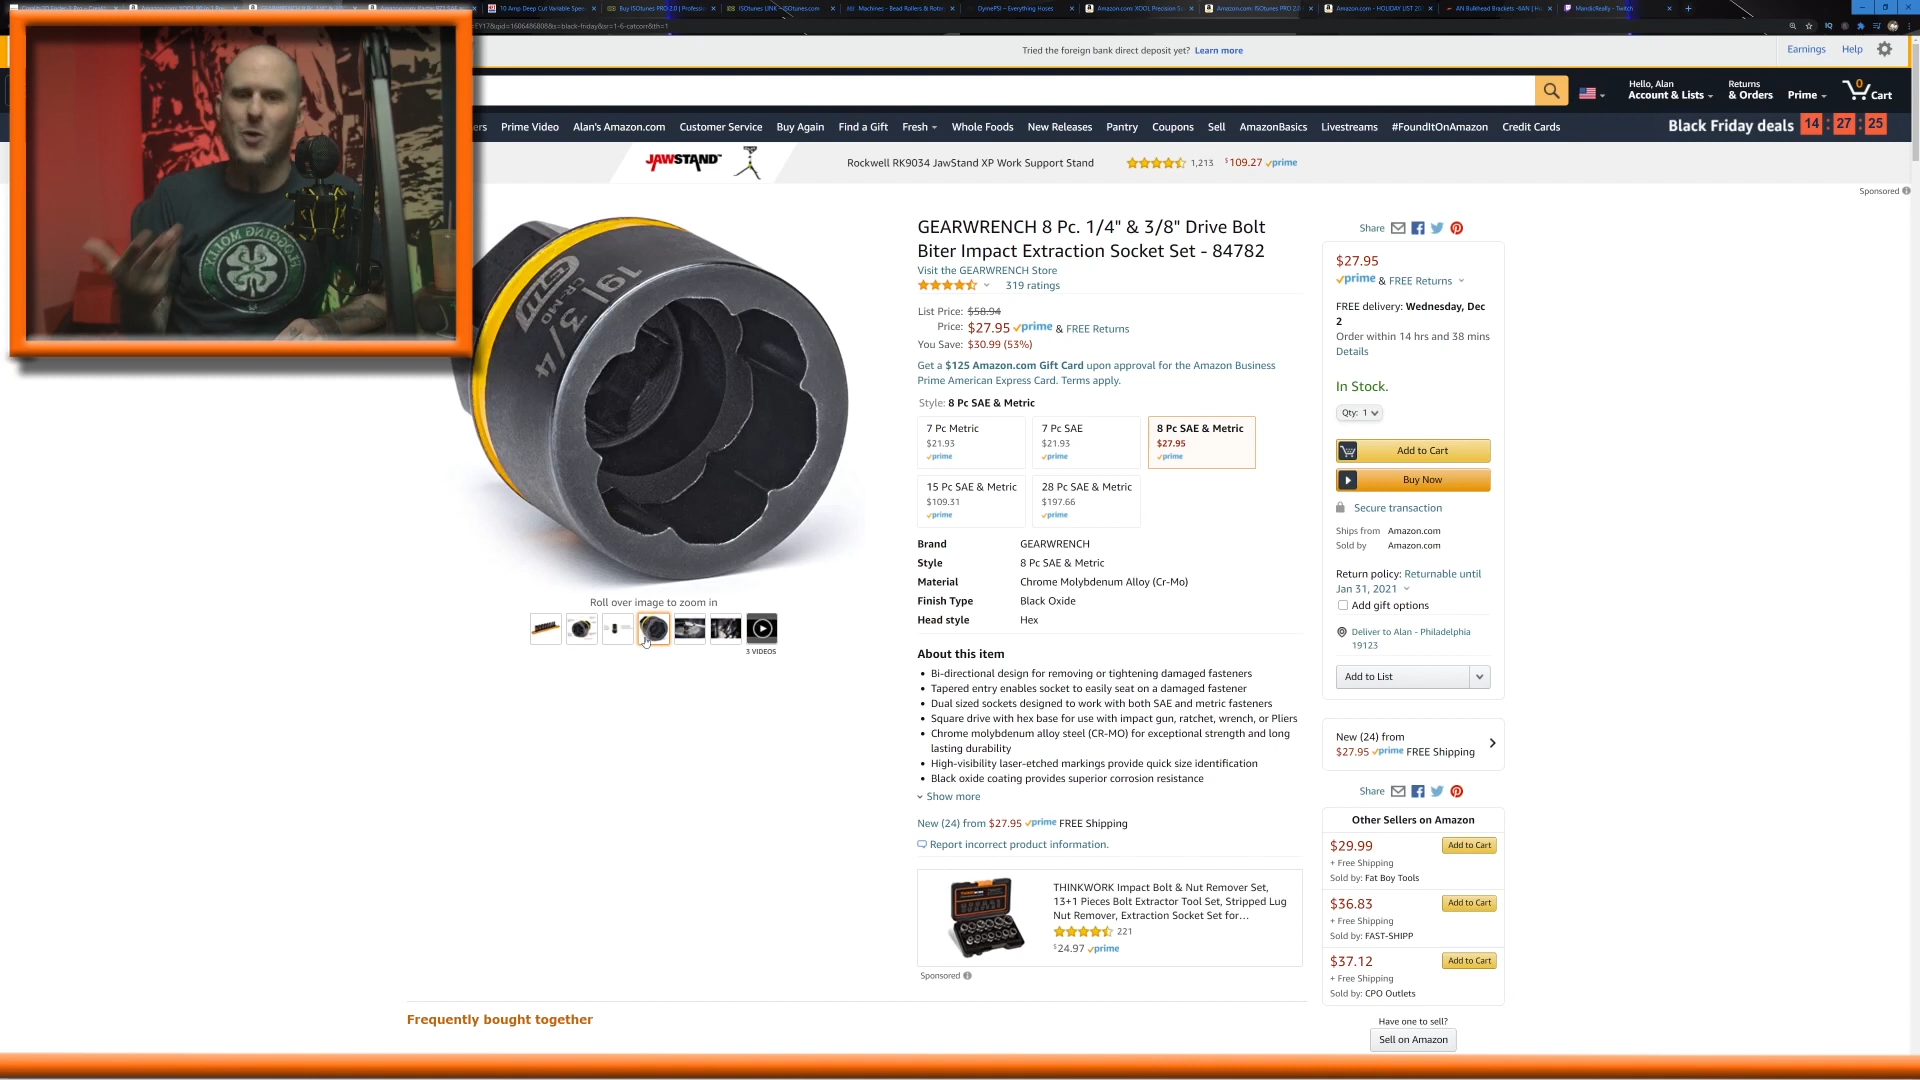 Tried the foreign bank direct deposit yet? Learn more
Earnings Help
Hello, Alan
Account & Lists
Returns
& Orders
Prime
0
Cart
ers Prime Video Alan's Amazon.com Customer Service Buy Again Find a Gift Fresh Whole Foods New Releases Pantry Coupons Sell AmazonBasics Livestreams #FoundItOnAmazon Credit Cards
Black Friday deals 14 : 27 : 25
JAWSTAND
Rockwell RK9034 JawStand XP Work Support Stand 1,213 $109.27 prime
Sponsored
GEARWRENCH 8 Pc. 1/4" & 3/8" Drive Bolt
Biter Impact Extraction Socket Set - 84782
Visit the GEARWRENCH Store
319 ratings
List Price: $58.94
Price: $27.95 prime & FREE Returns
You Save: $30.99 (53%)
Get a $125 Amazon.com Gift Card upon approval for the Amazon Business
Prime American Express Card. Terms apply.
Style: 8 Pc SAE & Metric
7 Pc Metric
$21.93
prime
7 Pc SAE
$21.93
prime
8 Pc SAE & Metric
$27.95
prime
15 Pc SAE & Metric
$109.31
prime
28 Pc SAE & Metric
$197.66
prime
Brand GEARWRENCH
Style 8 Pc SAE & Metric
Material Chrome Molybdenum Alloy (Cr-Mo)
Finish Type Black Oxide
Head style Hex
About this item
Bi-directional design for removing or tightening damaged fasteners
Tapered entry enables socket to easily seat on a damaged fastener
Dual sized sockets designed to work with both SAE and metric fasteners
Square drive with hex base for use with impact gun, ratchet, wrench, or Pliers
Chrome molybdenum alloy steel (CR-MO) for exceptional strength and long
lasting durability
High-visibility laser-etched markings provide quick size identification
Black oxide coating provides superior corrosion resistance
Show more
New (24) from $27.95 prime FREE Shipping
Report incorrect product information.
THINKWORK Impact Bolt & Nut Remover Set,
13+1 Pieces Bolt Extractor Tool Set, Stripped Lug
Nut Remover, Extraction Socket Set for...
221
$24.97 prime
Sponsored
19/3/4
CR-MO
Roll over image to zoom in
3 VIDEOS
Share
$27.95
prime & FREE Returns
FREE delivery: Wednesday, Dec
2
Order within 14 hrs and 38 mins
Details
In Stock.
Qty: 1
Add to Cart
Buy Now
Secure transaction
Ships from Amazon.com
Sold by Amazon.com
Return policy: Returnable until
Jan 31, 2021
Add gift options
Deliver to Alan - Philadelphia
19123
Add to List
New (24) from
$27.95 prime FREE Shipping
Share
Other Sellers on Amazon
$29.99 Add to Cart
+ Free Shipping
Sold by: Fat Boy Tools
$36.83 Add to Cart
+ Free Shipping
Sold by: FAST-SHIPP
$37.12 Add to Cart
+ Free Shipping
Sold by: CPO Outlets
Have one to sell?
Sell on Amazon
Frequently bought together